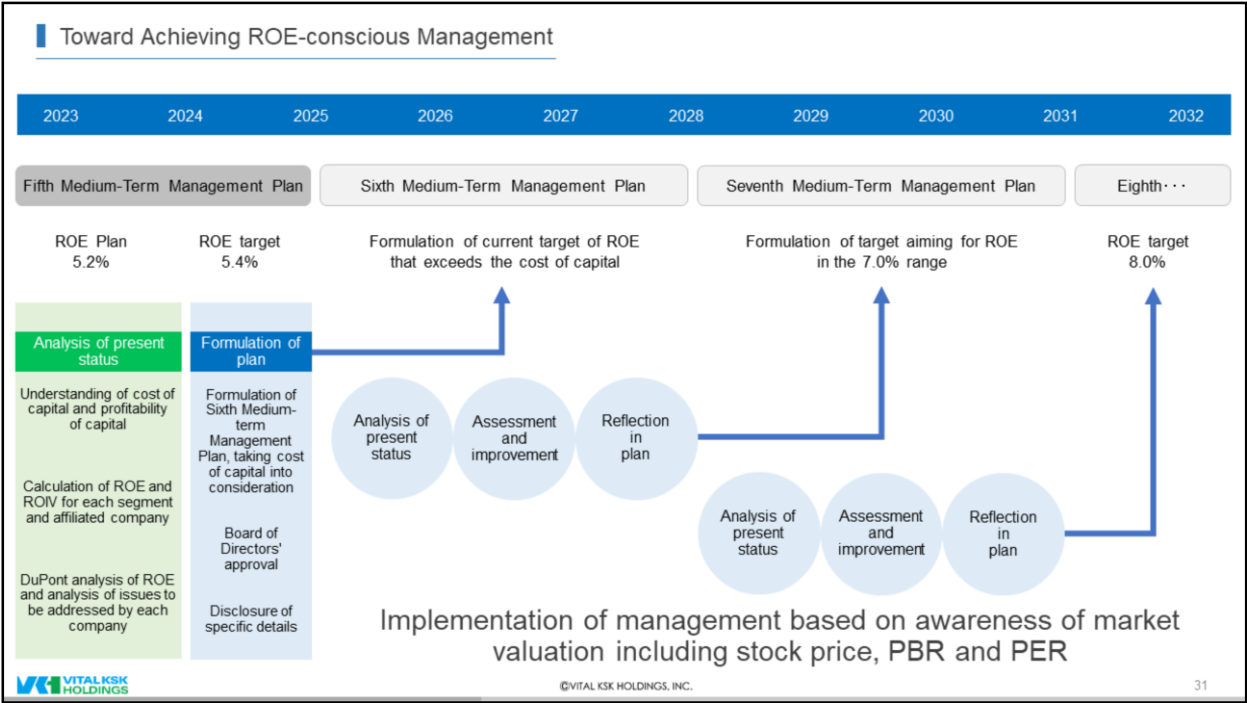 Toward Achieving ROE-conscious Management
2023 2024 2025 2026 2027 2028 2029 2030 2031 2032
Fifth Medium-Term Management Plan
Sixth Medium-Term Management Plan
Seventh Medium-Term Management Plan
Eighth･･･
ROE Plan
5.2%
ROE target
5.4%
Formulation of current target of ROE
that exceeds the cost of capital
Formulation of target aiming for ROE
in the 7.0% range
ROE target
8.0%
Analysis of present
status
Understanding of cost of
capital and profitability
of capital
Calculation of ROE and
ROIV for each segment
and affiliated company
DuPont analysis of ROE
and analysis of issues to
be addressed by each
company
Formulation of
plan
Formulation of
Sixth Medium-
term
Management
Plan, taking cost
of capital into
consideration
Board of
Directors'
approval
Disclosure of
specific details
Analysis of
present
status
Assessment
and
improvement
Reflection
in
plan
Analysis of
present
status
Assessment
and
improvement
Reflection
in
plan
Implementation of management based on awareness of market
valuation including stock price, PBR and PER
VITAL KSK
HOLDINGS
©VITAL KSK HOLDINGS, INC.
31